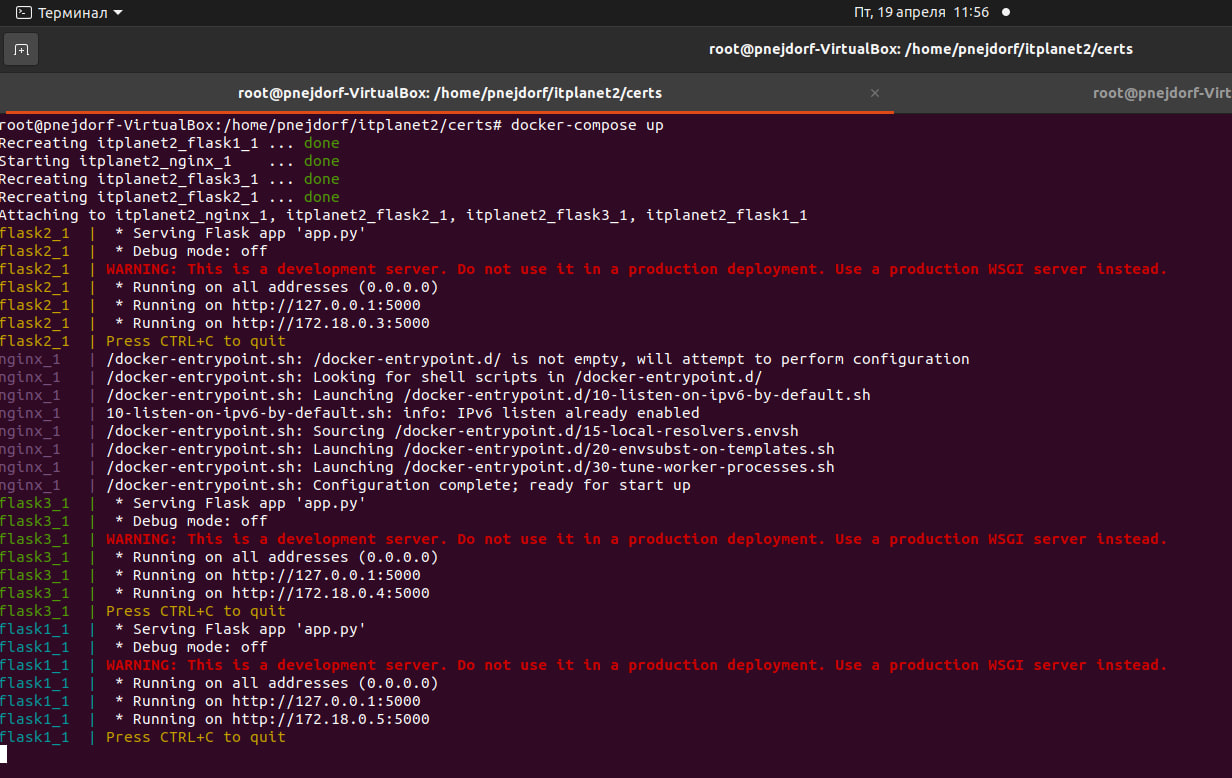 Терминал
Пт, 19 апреля 11:56
root@pnejdorf-VirtualBox: /home/pnejdorf/itplanet2/certs
root@pnejdorf-VirtualBox: /home/pnejdorf/itplanet2/certs × root@pnejdorf-Virt
root@pnejdorf-VirtualBox:/home/pnejdorf/itplanet2/certs# docker-compose up
Recreating itplanet2_flask1_1 ... done
Starting itplanet2_nginx_1    ... done
Recreating itplanet2_flask3_1 ... done
Recreating itplanet2_flask2_1 ... done
Attaching to itplanet2_nginx_1, itplanet2_flask2_1, itplanet2_flask3_1, itplanet2_flask1_1
flask2_1  |  * Serving Flask app 'app.py'
flask2_1  |  * Debug mode: off
flask2_1  | WARNING: This is a development server. Do not use it in a production deployment. Use a production WSGI server instead.
flask2_1  |  * Running on all addresses (0.0.0.0)
flask2_1  |  * Running on http://127.0.0.1:5000
flask2_1  |  * Running on http://172.18.0.3:5000
flask2_1  | Press CTRL+C to quit
nginx_1   | /docker-entrypoint.sh: /docker-entrypoint.d/ is not empty, will attempt to perform configuration
nginx_1   | /docker-entrypoint.sh: Looking for shell scripts in /docker-entrypoint.d/
nginx_1   | /docker-entrypoint.sh: Launching /docker-entrypoint.d/10-listen-on-ipv6-by-default.sh
nginx_1   | 10-listen-on-ipv6-by-default.sh: info: IPv6 listen already enabled
nginx_1   | /docker-entrypoint.sh: Sourcing /docker-entrypoint.d/15-local-resolvers.envsh
nginx_1   | /docker-entrypoint.sh: Launching /docker-entrypoint.d/20-envsubst-on-templates.sh
nginx_1   | /docker-entrypoint.sh: Launching /docker-entrypoint.d/30-tune-worker-processes.sh
nginx_1   | /docker-entrypoint.sh: Configuration complete; ready for start up
flask3_1  |  * Serving Flask app 'app.py'
flask3_1  |  * Debug mode: off
flask3_1  | WARNING: This is a development server. Do not use it in a production deployment. Use a production WSGI server instead.
flask3_1  |  * Running on all addresses (0.0.0.0)
flask3_1  |  * Running on http://127.0.0.1:5000
flask3_1  |  * Running on http://172.18.0.4:5000
flask3_1  | Press CTRL+C to quit
flask1_1  |  * Serving Flask app 'app.py'
flask1_1  |  * Debug mode: off
flask1_1  | WARNING: This is a development server. Do not use it in a production deployment. Use a production WSGI server instead.
flask1_1  |  * Running on all addresses (0.0.0.0)
flask1_1  |  * Running on http://127.0.0.1:5000
flask1_1  |  * Running on http://172.18.0.5:5000
flask1_1  | Press CTRL+C to quit